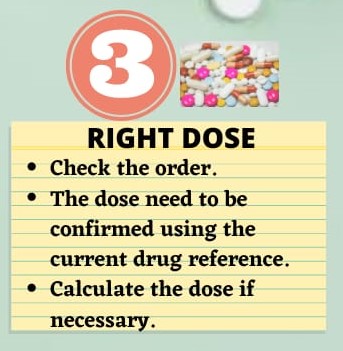 3
RIGHT DOSE
• Check the order.
• The dose need to be
confirmed using the
current drug reference.
• Calculate the dose if
necessary.